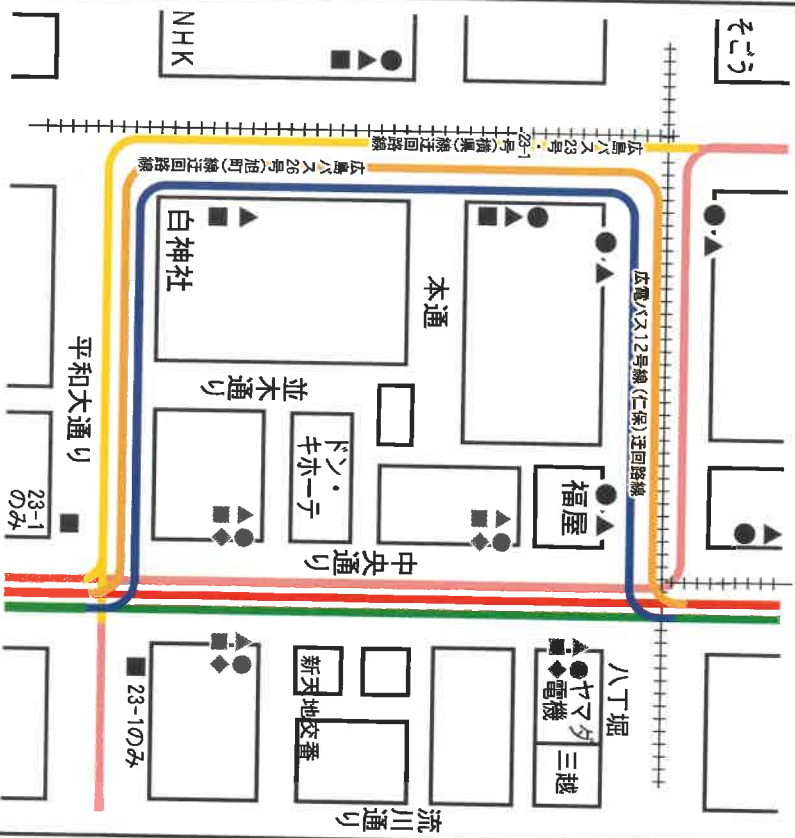 NHK
そごう
広島バス23号・23-1号(横県)線迂回路線
広島バス26号(旭町)線迂回路線
広電バス12号線(仁保)迂回路線
白神社
本通
平和大通り
並木通り
ドン・
キホーテ
福屋
中央通り
23-1
のみ
23-1のみ
新天地交番
八丁堀
ヤマダ
電機
三越
流川通り